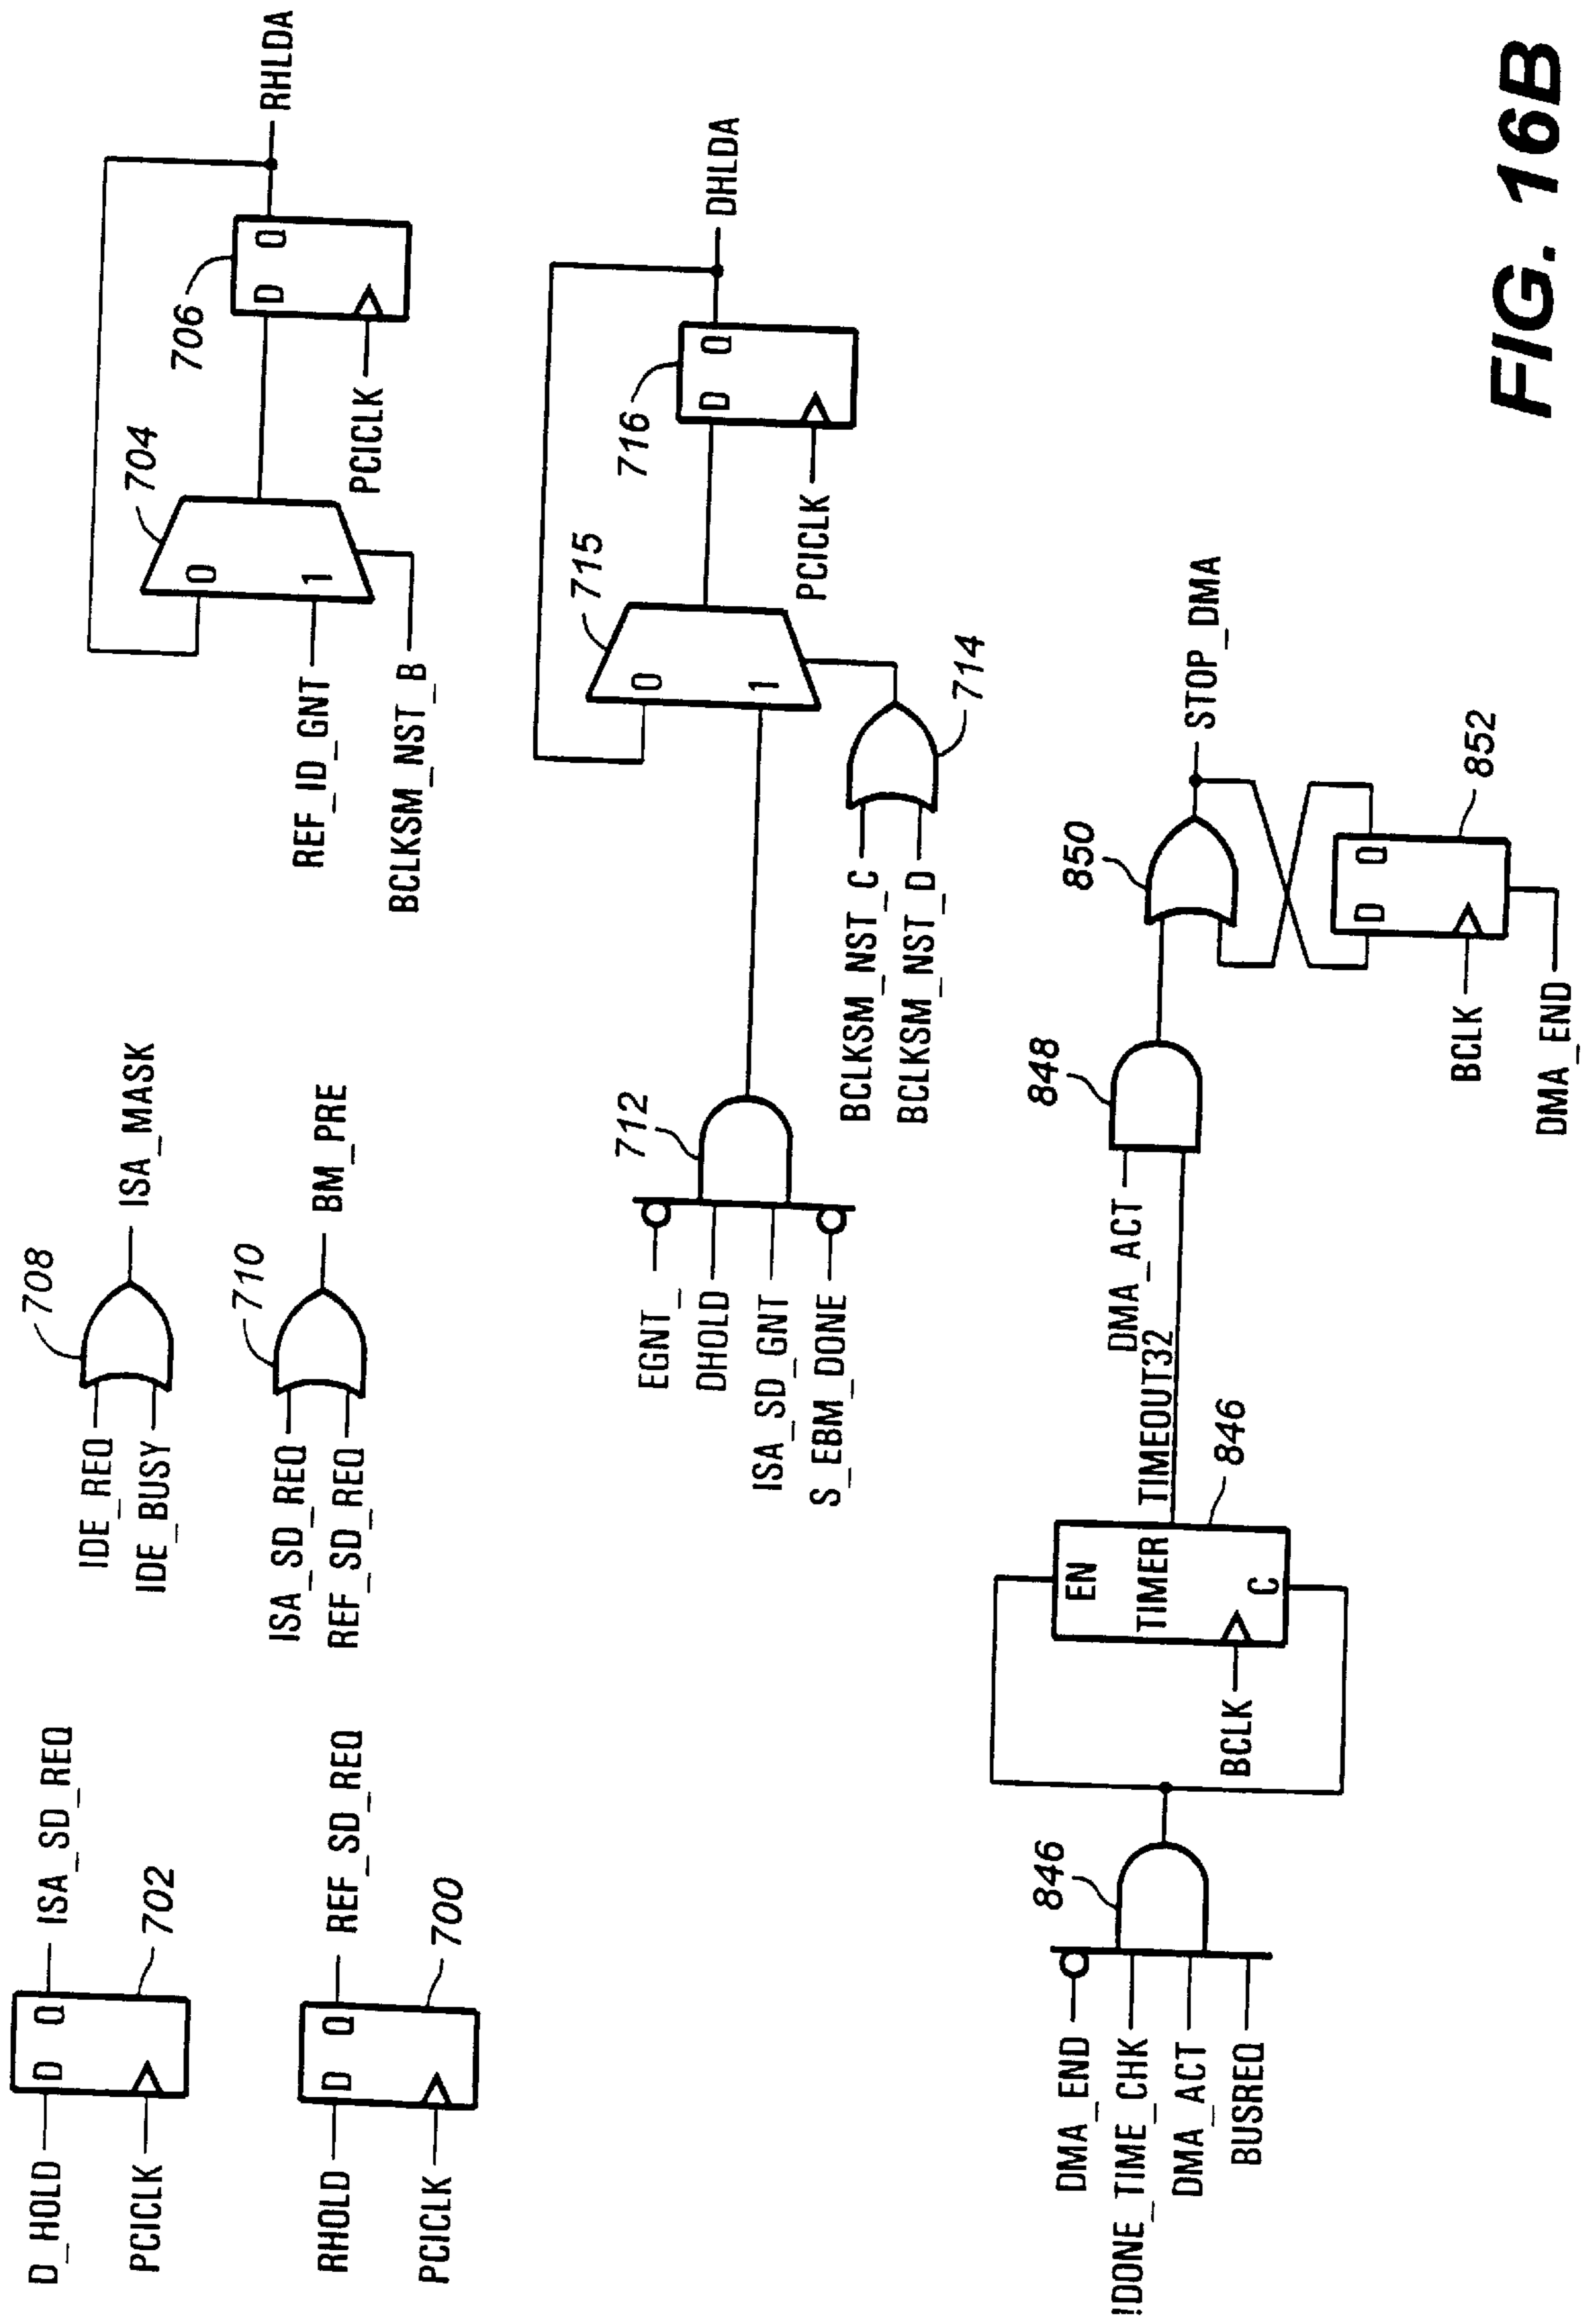 D_HOLD
D Q
ISA_SD_REQ
PCICLK
702
RHOLD
D Q
REF_SD_REQ
PCICLK
700
708
IDE_REQ
IDE_BUSY
ISA_MASK
710
ISA_SD_REQ
REF_SD_REQ
BM_PRE
704
0
1
REF_ID_GNT
BCLKSM_NST_B
706
D Q
PCICLK
RHLDA
712
EGNT_
DHOLD
ISA_SD_GNT
S_EBM_DONE
715
0
1
BCLKSM_NST_C
BCLKSM_NST_D
714
716
D Q
PCICLK
DHLDA
846
DMA_END
!DONE_TIME_CHK
DMA_ACT
BUSREQ
EN
TIMER
C
BCLK
846
TIMEOUT32
DMA_ACT
848
850
STOP_DMA
D Q
852
BCLK
DMA_END
FIG. 16B